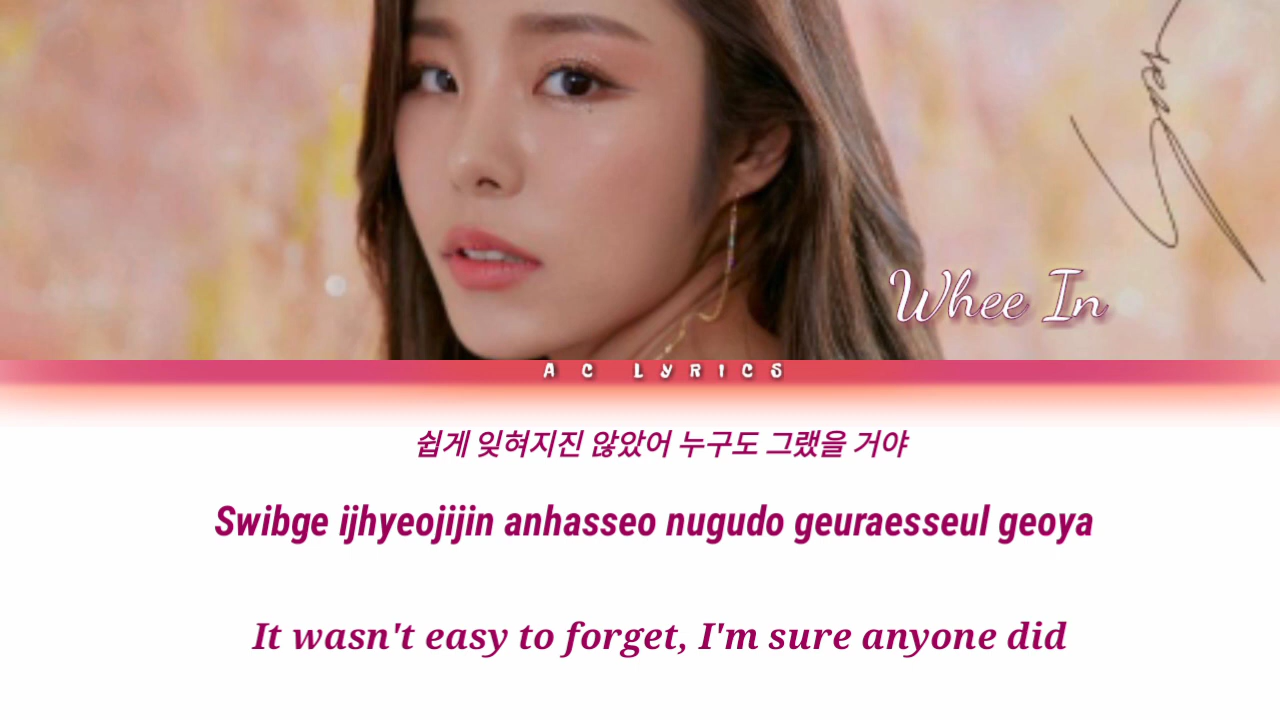 Whee In
A C LYRICS
쉽게 잊혀지진 않았어 누구도 그랬을 거야
Swibge ijhyeojijin anhasseo nugudo geuraesseul geoya
It wasn't easy to forget, I'm sure anyone did